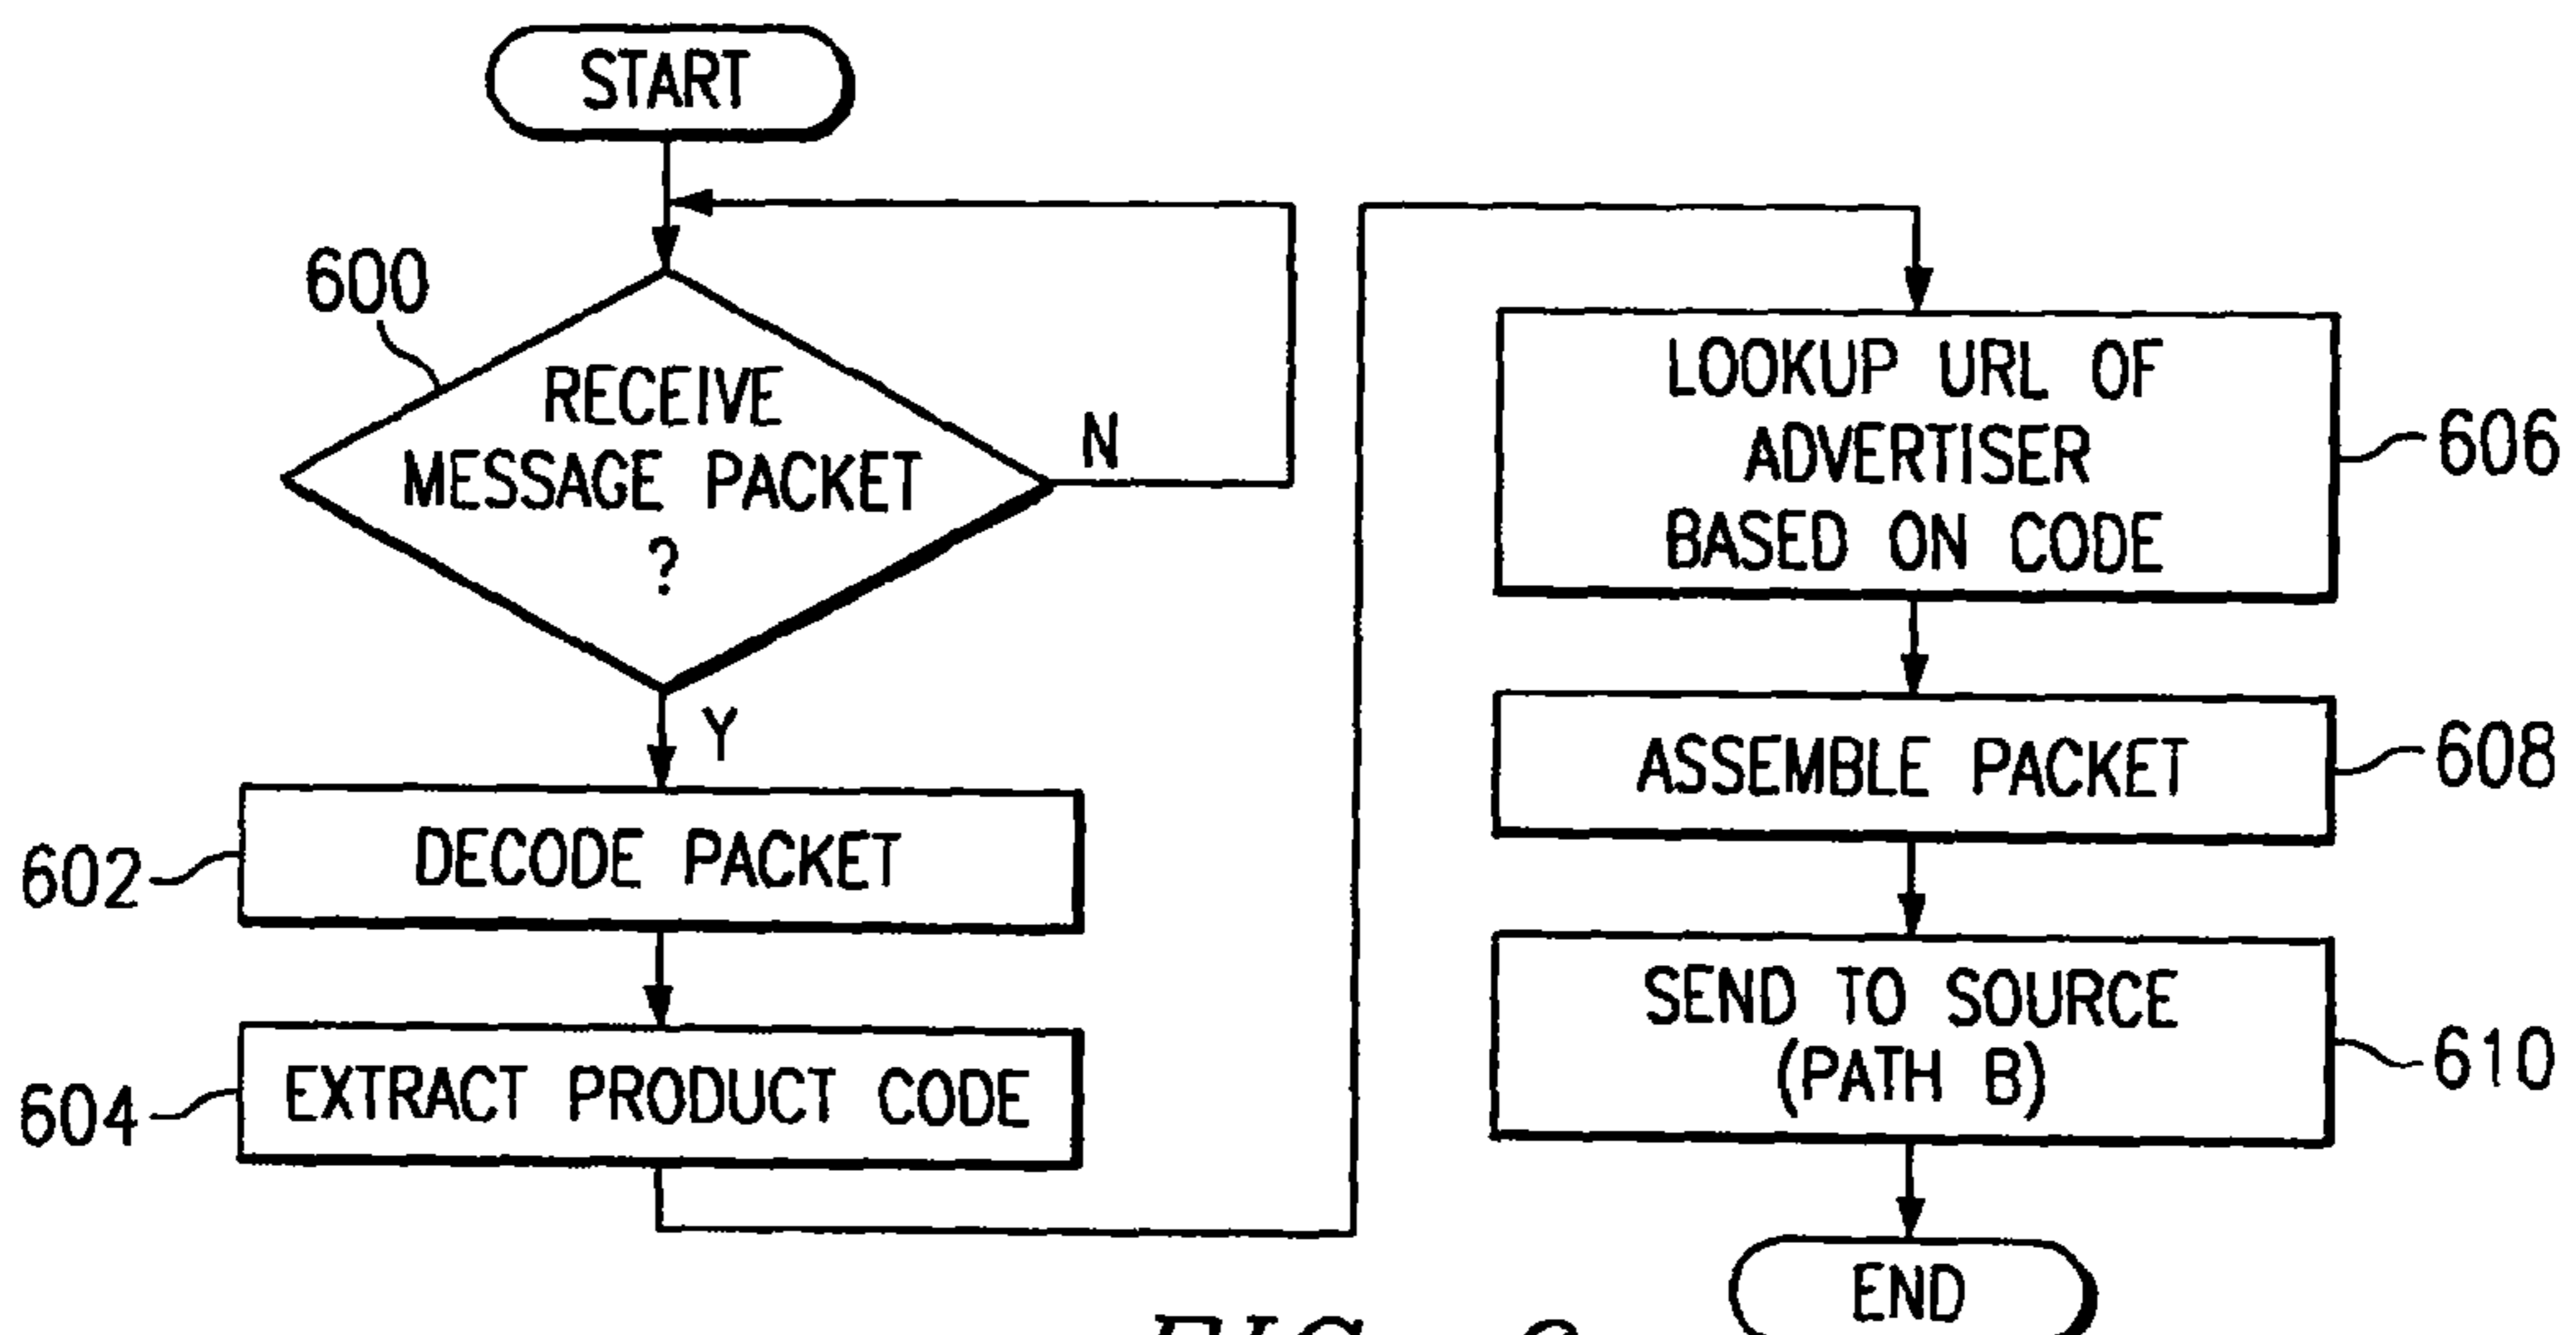 START
600
RECEIVE
MESSAGE PACKET
?
N
Y
602
DECODE PACKET
604
EXTRACT PRODUCT CODE
LOOKUP URL OF
ADVERTISER
BASED ON CODE
606
ASSEMBLE PACKET
608
SEND TO SOURCE
(PATH B)
610
END